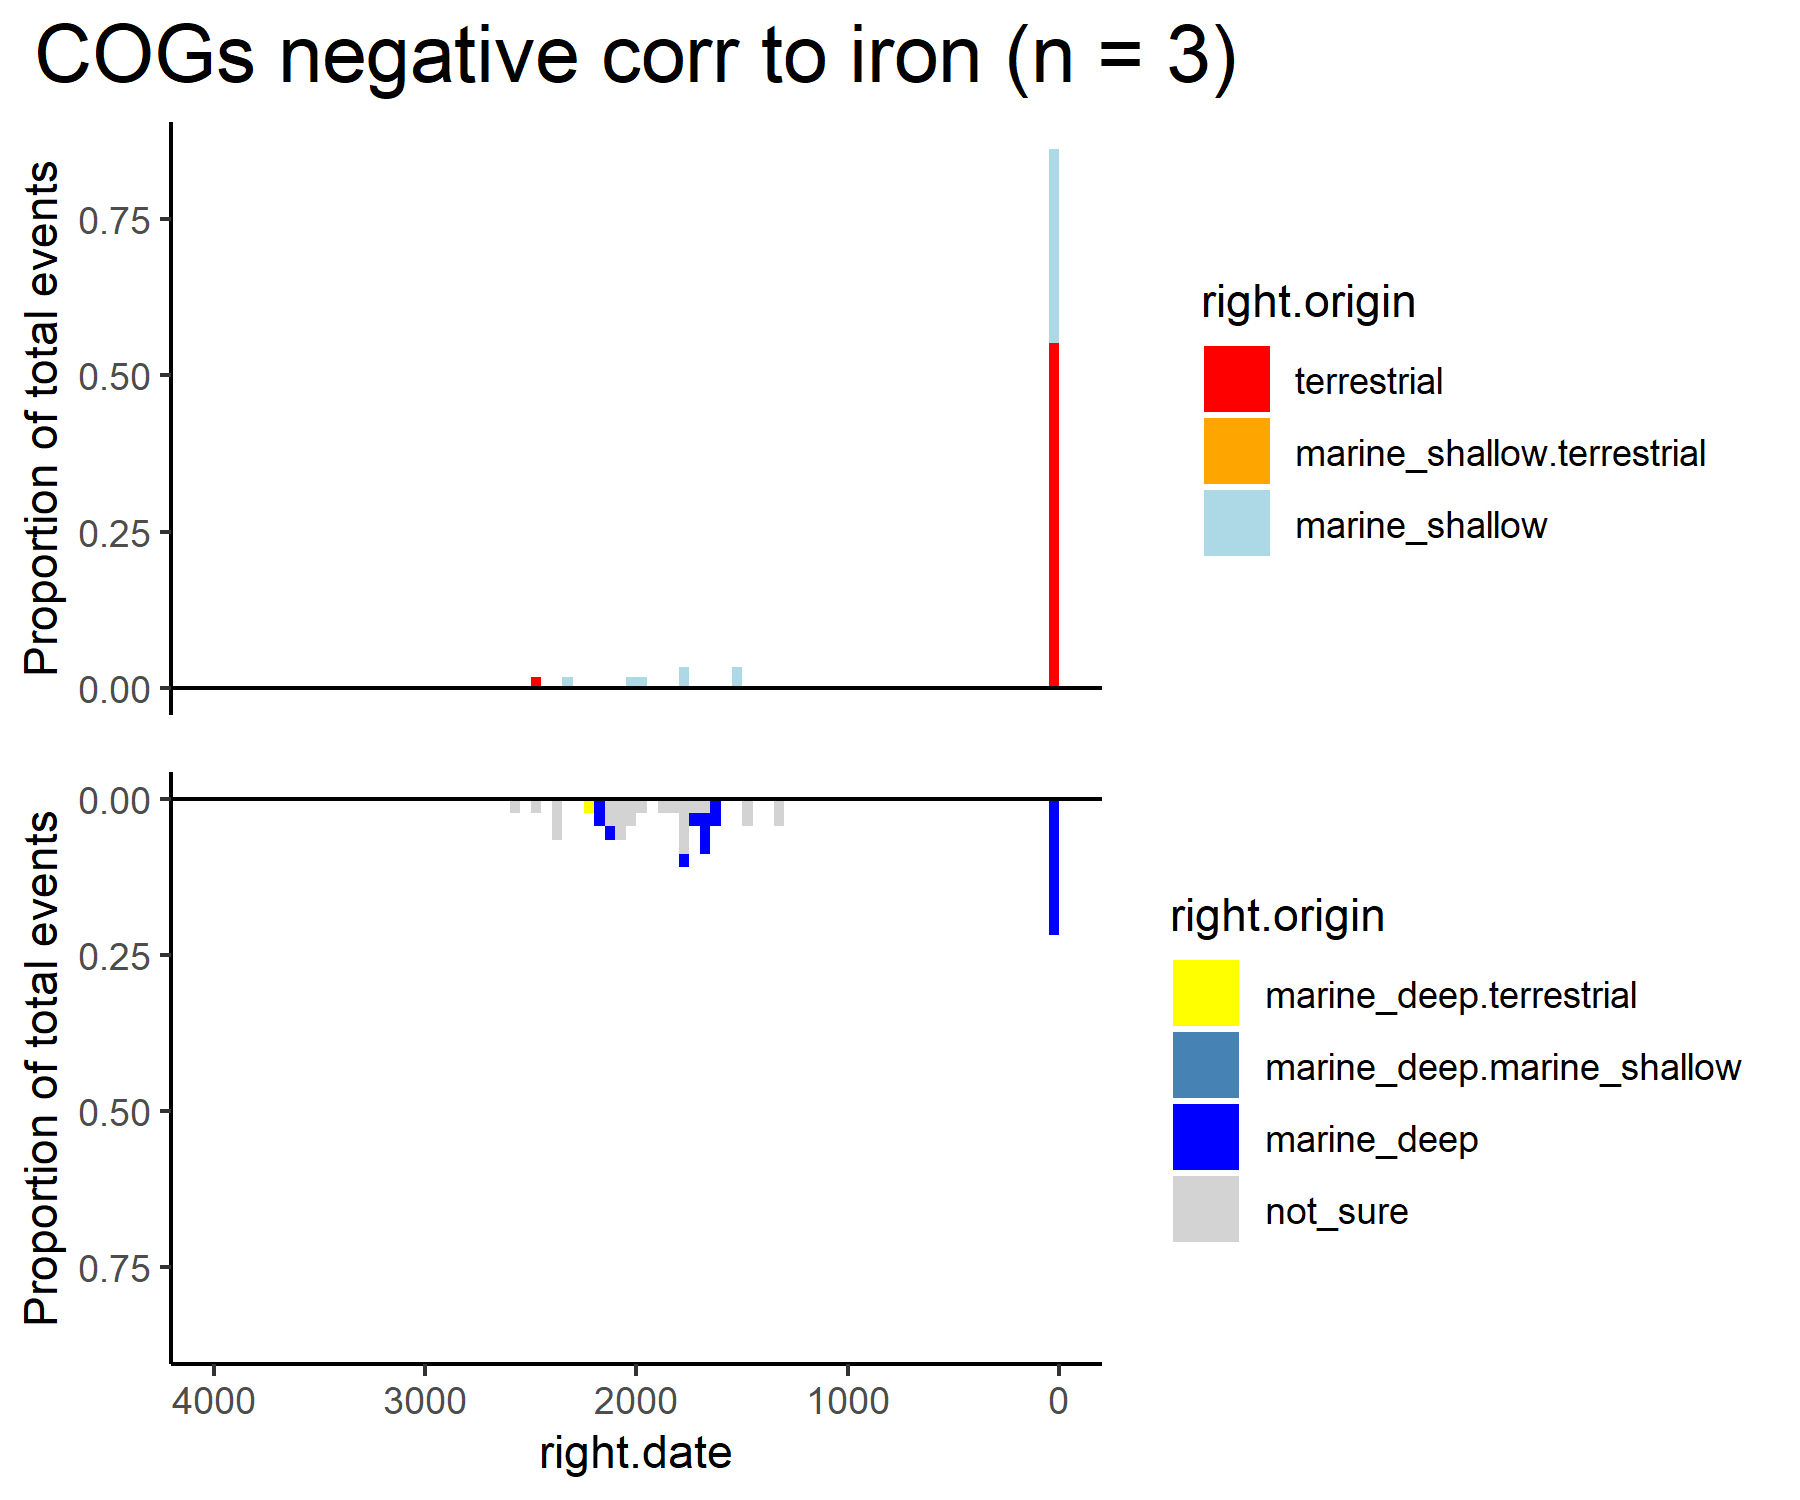 COGs negative corr to iron (n = 3)
Proportion of total events
0.75
0.50
0.25
0.00
right.origin
terrestrial
marine_shallow.terrestrial
marine_shallow
Proportion of total events
0.00
0.25
0.50
0.75
4000
3000
2000
1000
0
right.date
right.origin
marine_deep.terrestrial
marine_deep.marine_shallow
marine_deep
not_sure